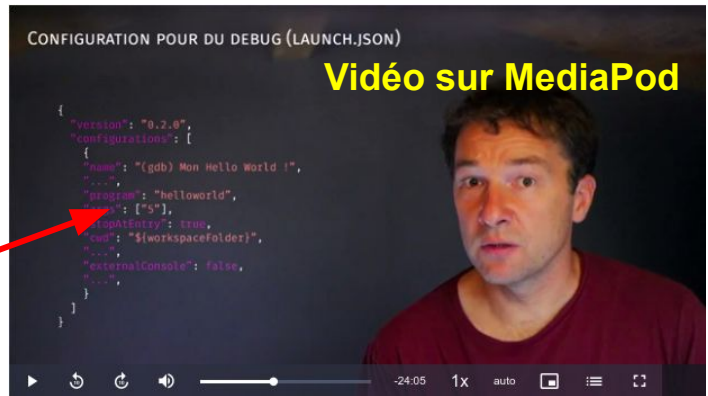 CONFIGURATION POUR DU DEBUG (LAUNCH.JSON)
Vidéo sur MediaPod
{
"version": "0.2.0",
"configurations": [
{
"name": "(gdb) Mon Hello World !",
"...",
"program": "helloworld",
": ["5"],
"stopAtEntry": true,
"cwd": "${workspaceFolder}",
"...",
"externalConsole": false,
"...",
}
]
}
-24:05 1x auto